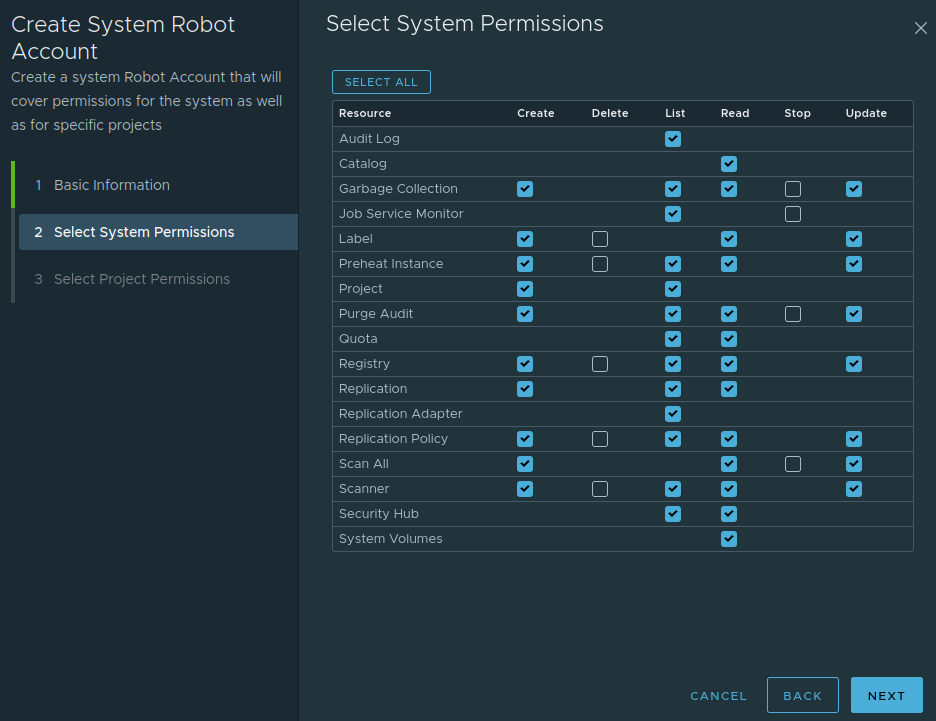 Create System Robot
Account
Create a system Robot Account that will
cover permissions for the system as well
as for specific projects
1 Basic Information
2 Select System Permissions
3 Select Project Permissions
Select System Permissions
SELECT ALL
Resource Create Delete List Read Stop Update
Audit Log
Catalog
Garbage Collection
Job Service Monitor
Label
Preheat Instance
Project
Purge Audit
Quota
Registry
Replication
Replication Adapter
Replication Policy
Scan All
Scanner
Security Hub
System Volumes
CANCEL BACK NEXT